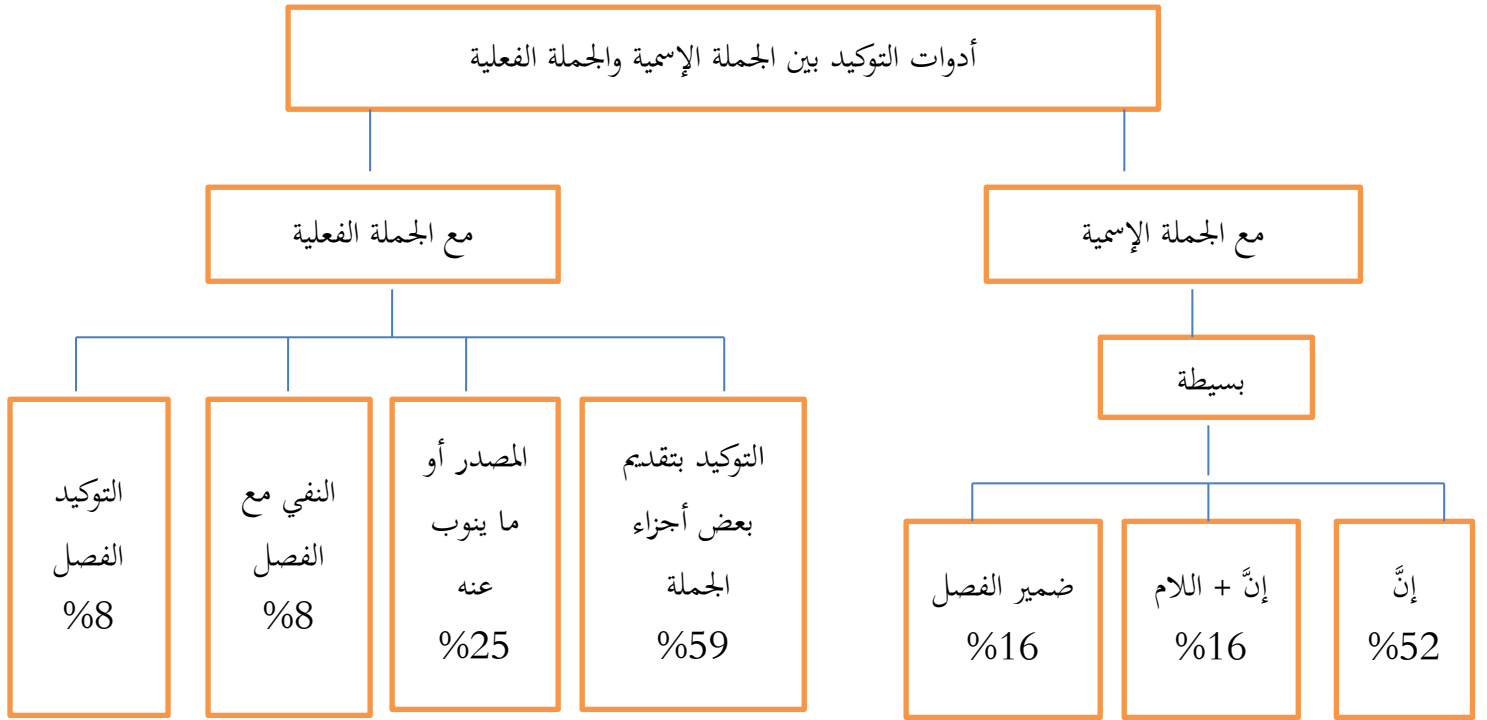 أدوات التوكيد بين الجملة الإسمية والجملة الفعلية
مع الجملة الإسمية
مع الجملة الفعلية
بسيطة
إنَّ
%52
إنَّ + اللام
%16
ضمير الفصل
%16
التوكيد بتقديم
بعض أجزاء
الجملة
%59
المصدر أو
ما ينوب
عنه
%25
النفي مع
الفصل
%8
التوكيد
الفصل
%8